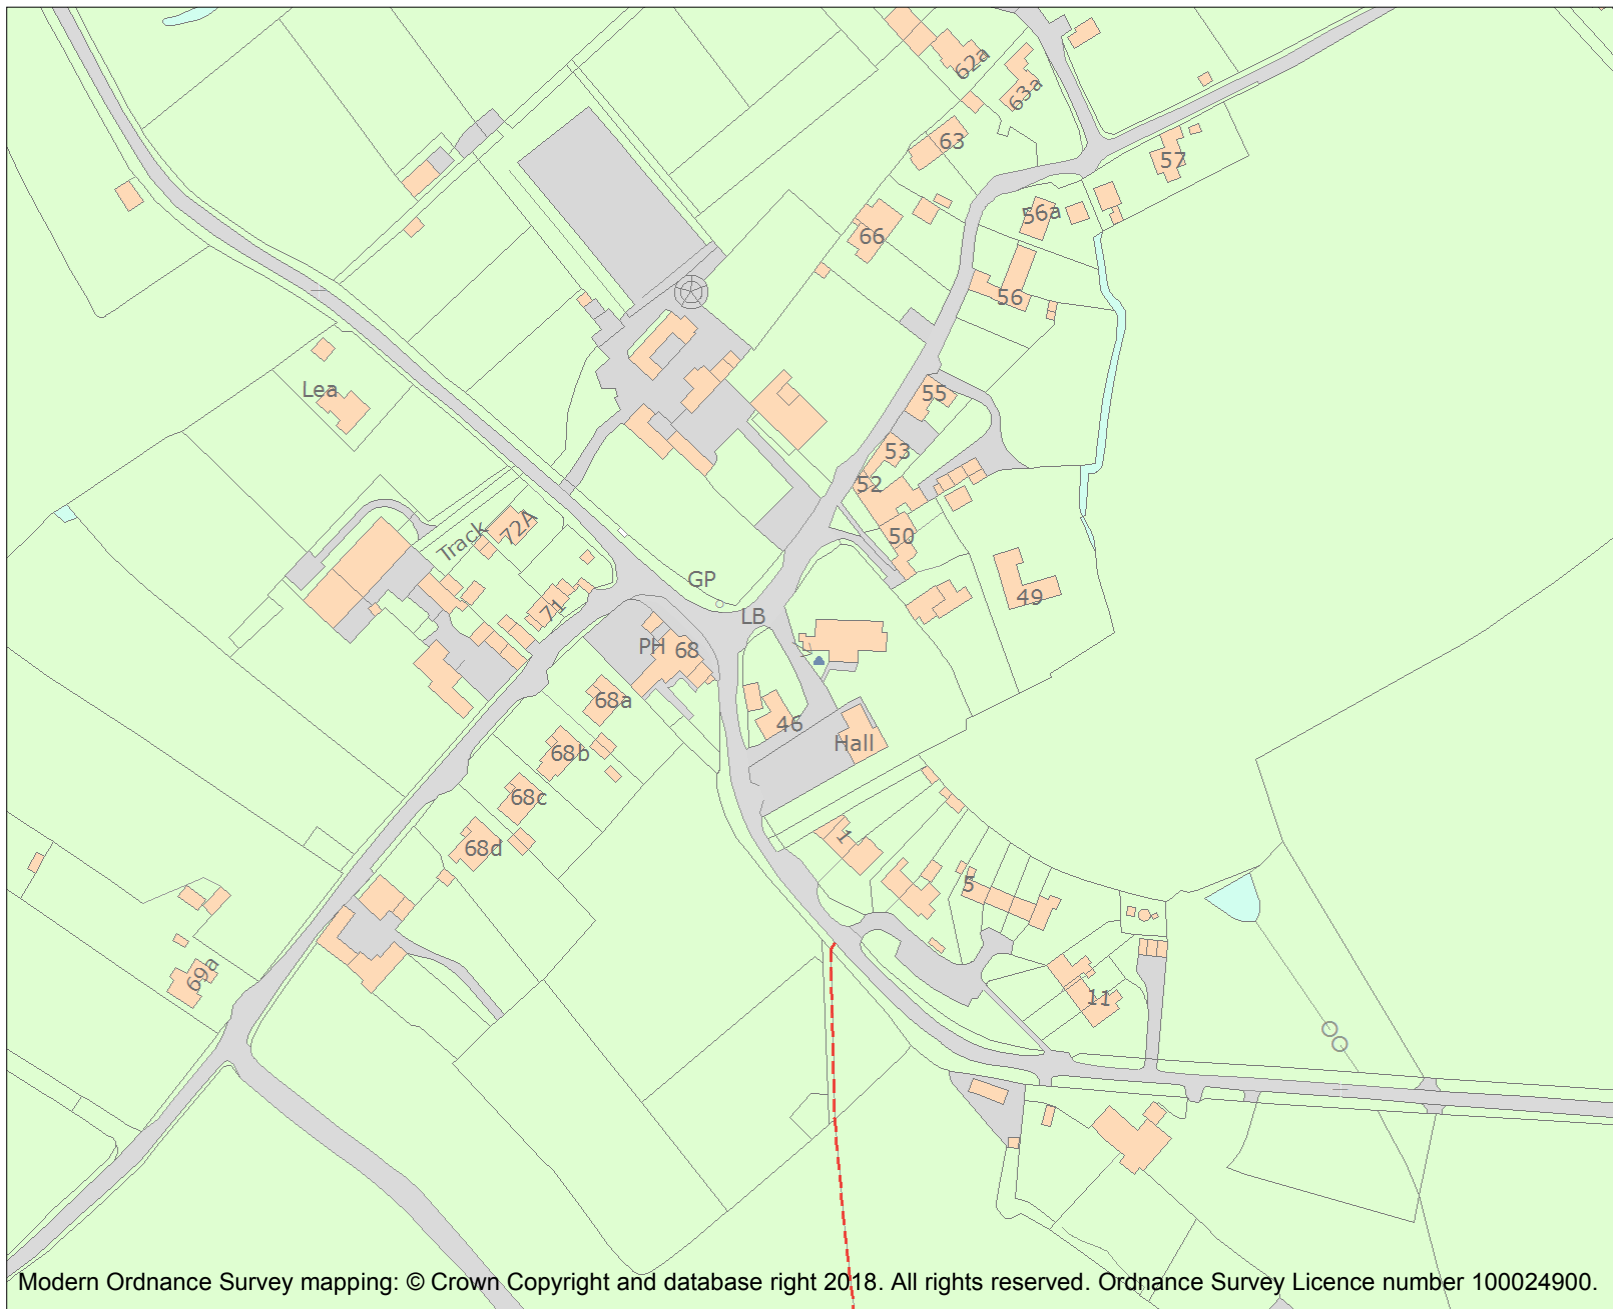 62a
63a
63
57
56a
66
56
Lea
55
53
52
Track
72A
50
GP
71
49
LB
PH
68
68a
46
Hall
68b
68c
1
68d
5
69a
11
Modern Ordnance Survey mapping: © Crown Copyright and database right 2018. All rights reserved. Ordnance Survey Licence number 100024900.